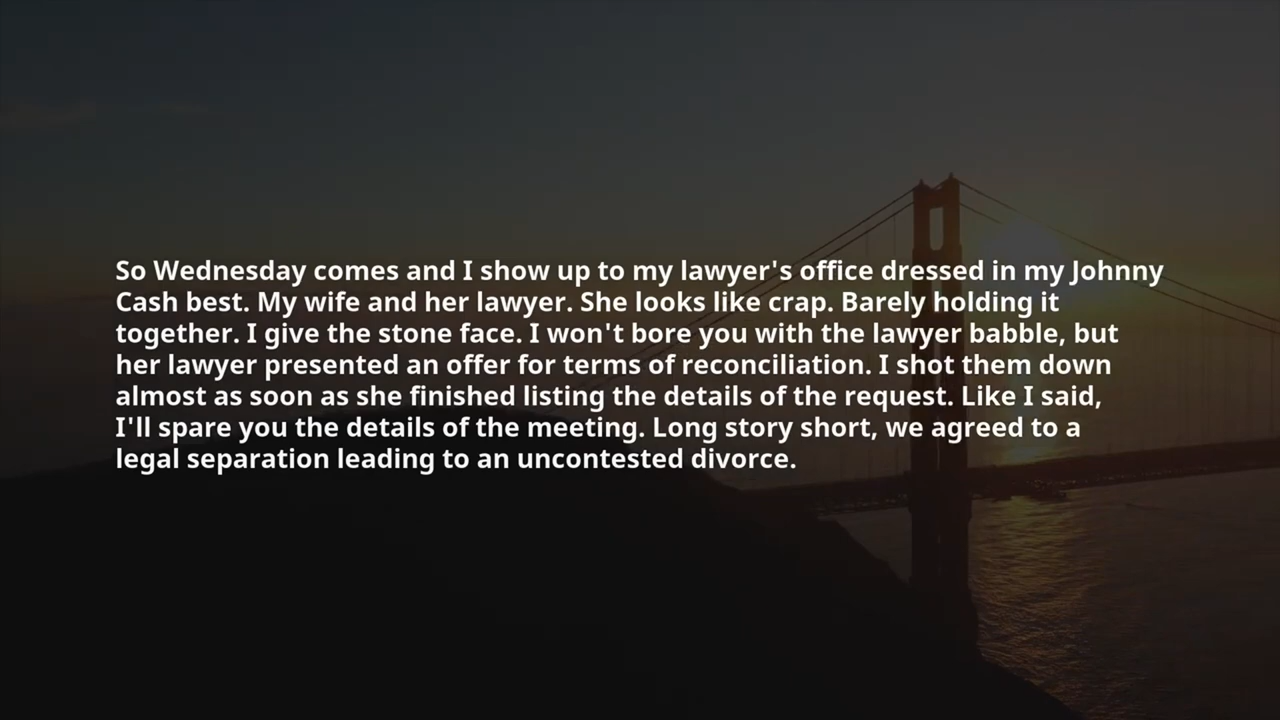 So Wednesday comes and I show up to my lawyer's office dressed in my Johnny
Cash best. My wife and her lawyer. She looks like crap. Barely holding it
together. I give the stone face. I won't bore you with the lawyer babble, but
her lawyer presented an offer for terms of reconciliation. I shot them down
almost as soon as she finished listing the details of the request. Like I said,
I'll spare you the details of the meeting. Long story short, we agreed to a
legal separation leading to an uncontested divorce.